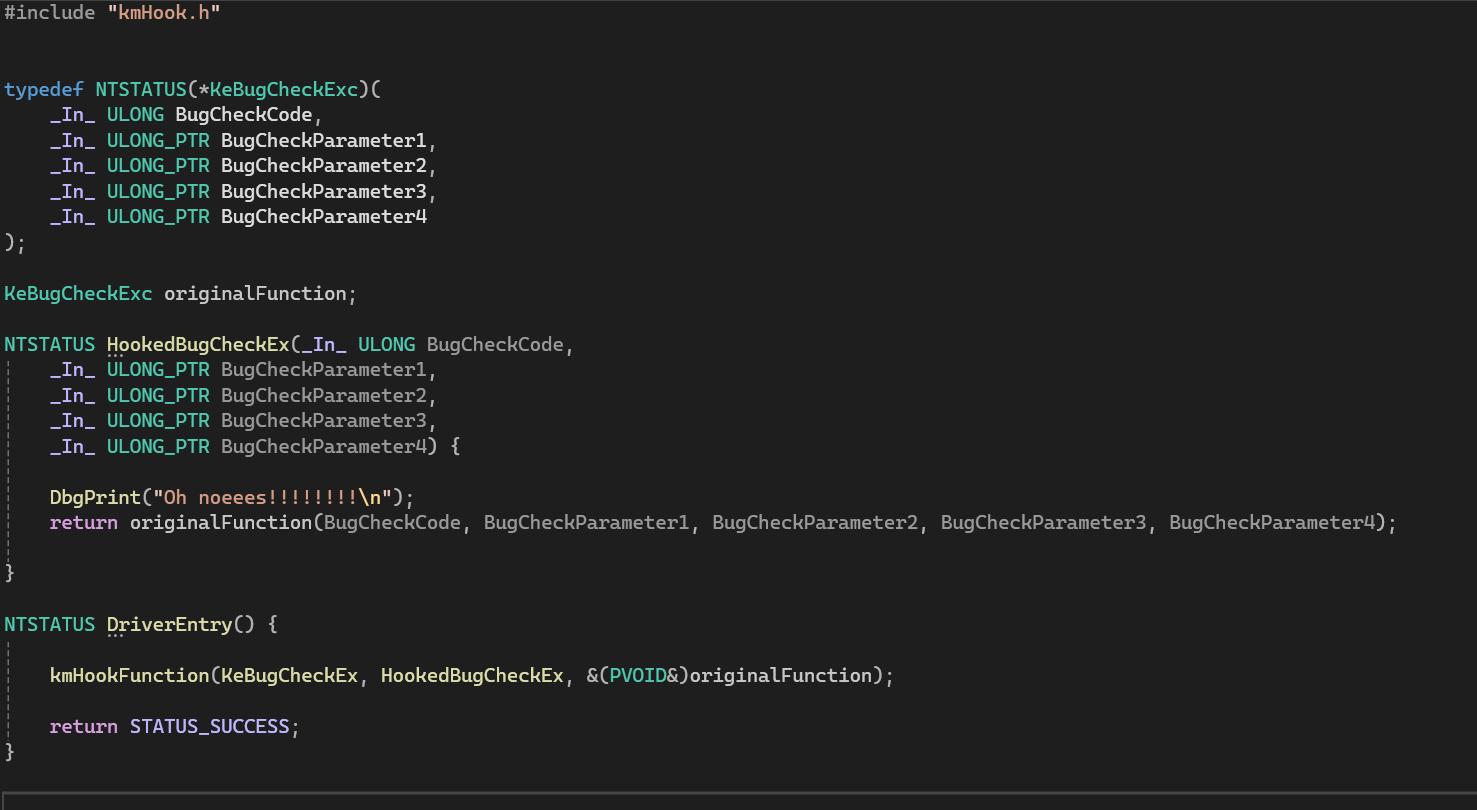 #include "kmHook.h"
typedef NTSTATUS(*KeBugCheckExc)(
    _In_ ULONG BugCheckCode,
    _In_ ULONG_PTR BugCheckParameter1,
    _In_ ULONG_PTR BugCheckParameter2,
    _In_ ULONG_PTR BugCheckParameter3,
    _In_ ULONG_PTR BugCheckParameter4
);
KeBugCheckExc originalFunction;
NTSTATUS HookedBugCheckEx(_In_ ULONG BugCheckCode,
    _In_ ULONG_PTR BugCheckParameter1,
    _In_ ULONG_PTR BugCheckParameter2,
    _In_ ULONG_PTR BugCheckParameter3,
    _In_ ULONG_PTR BugCheckParameter4) {
    DbgPrint("Oh noeees!!!!!!!!\n");
    return originalFunction(BugCheckCode, BugCheckParameter1, BugCheckParameter2, BugCheckParameter3, BugCheckParameter4);
}
NTSTATUS DriverEntry() {
    kmHookFunction(KeBugCheckEx, HookedBugCheckEx, &(PVOID&)originalFunction);
    return STATUS_SUCCESS;
}